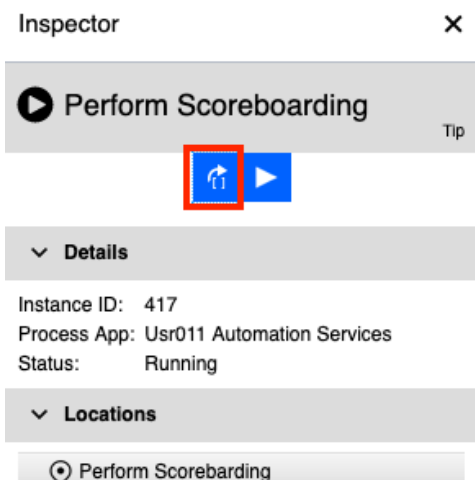 Inspector
Perform Scoreboarding
Tip
Details
Instance ID: 417
Process App: Usr011 Automation Services
Status: Running
Locations
Perform Scorebarding